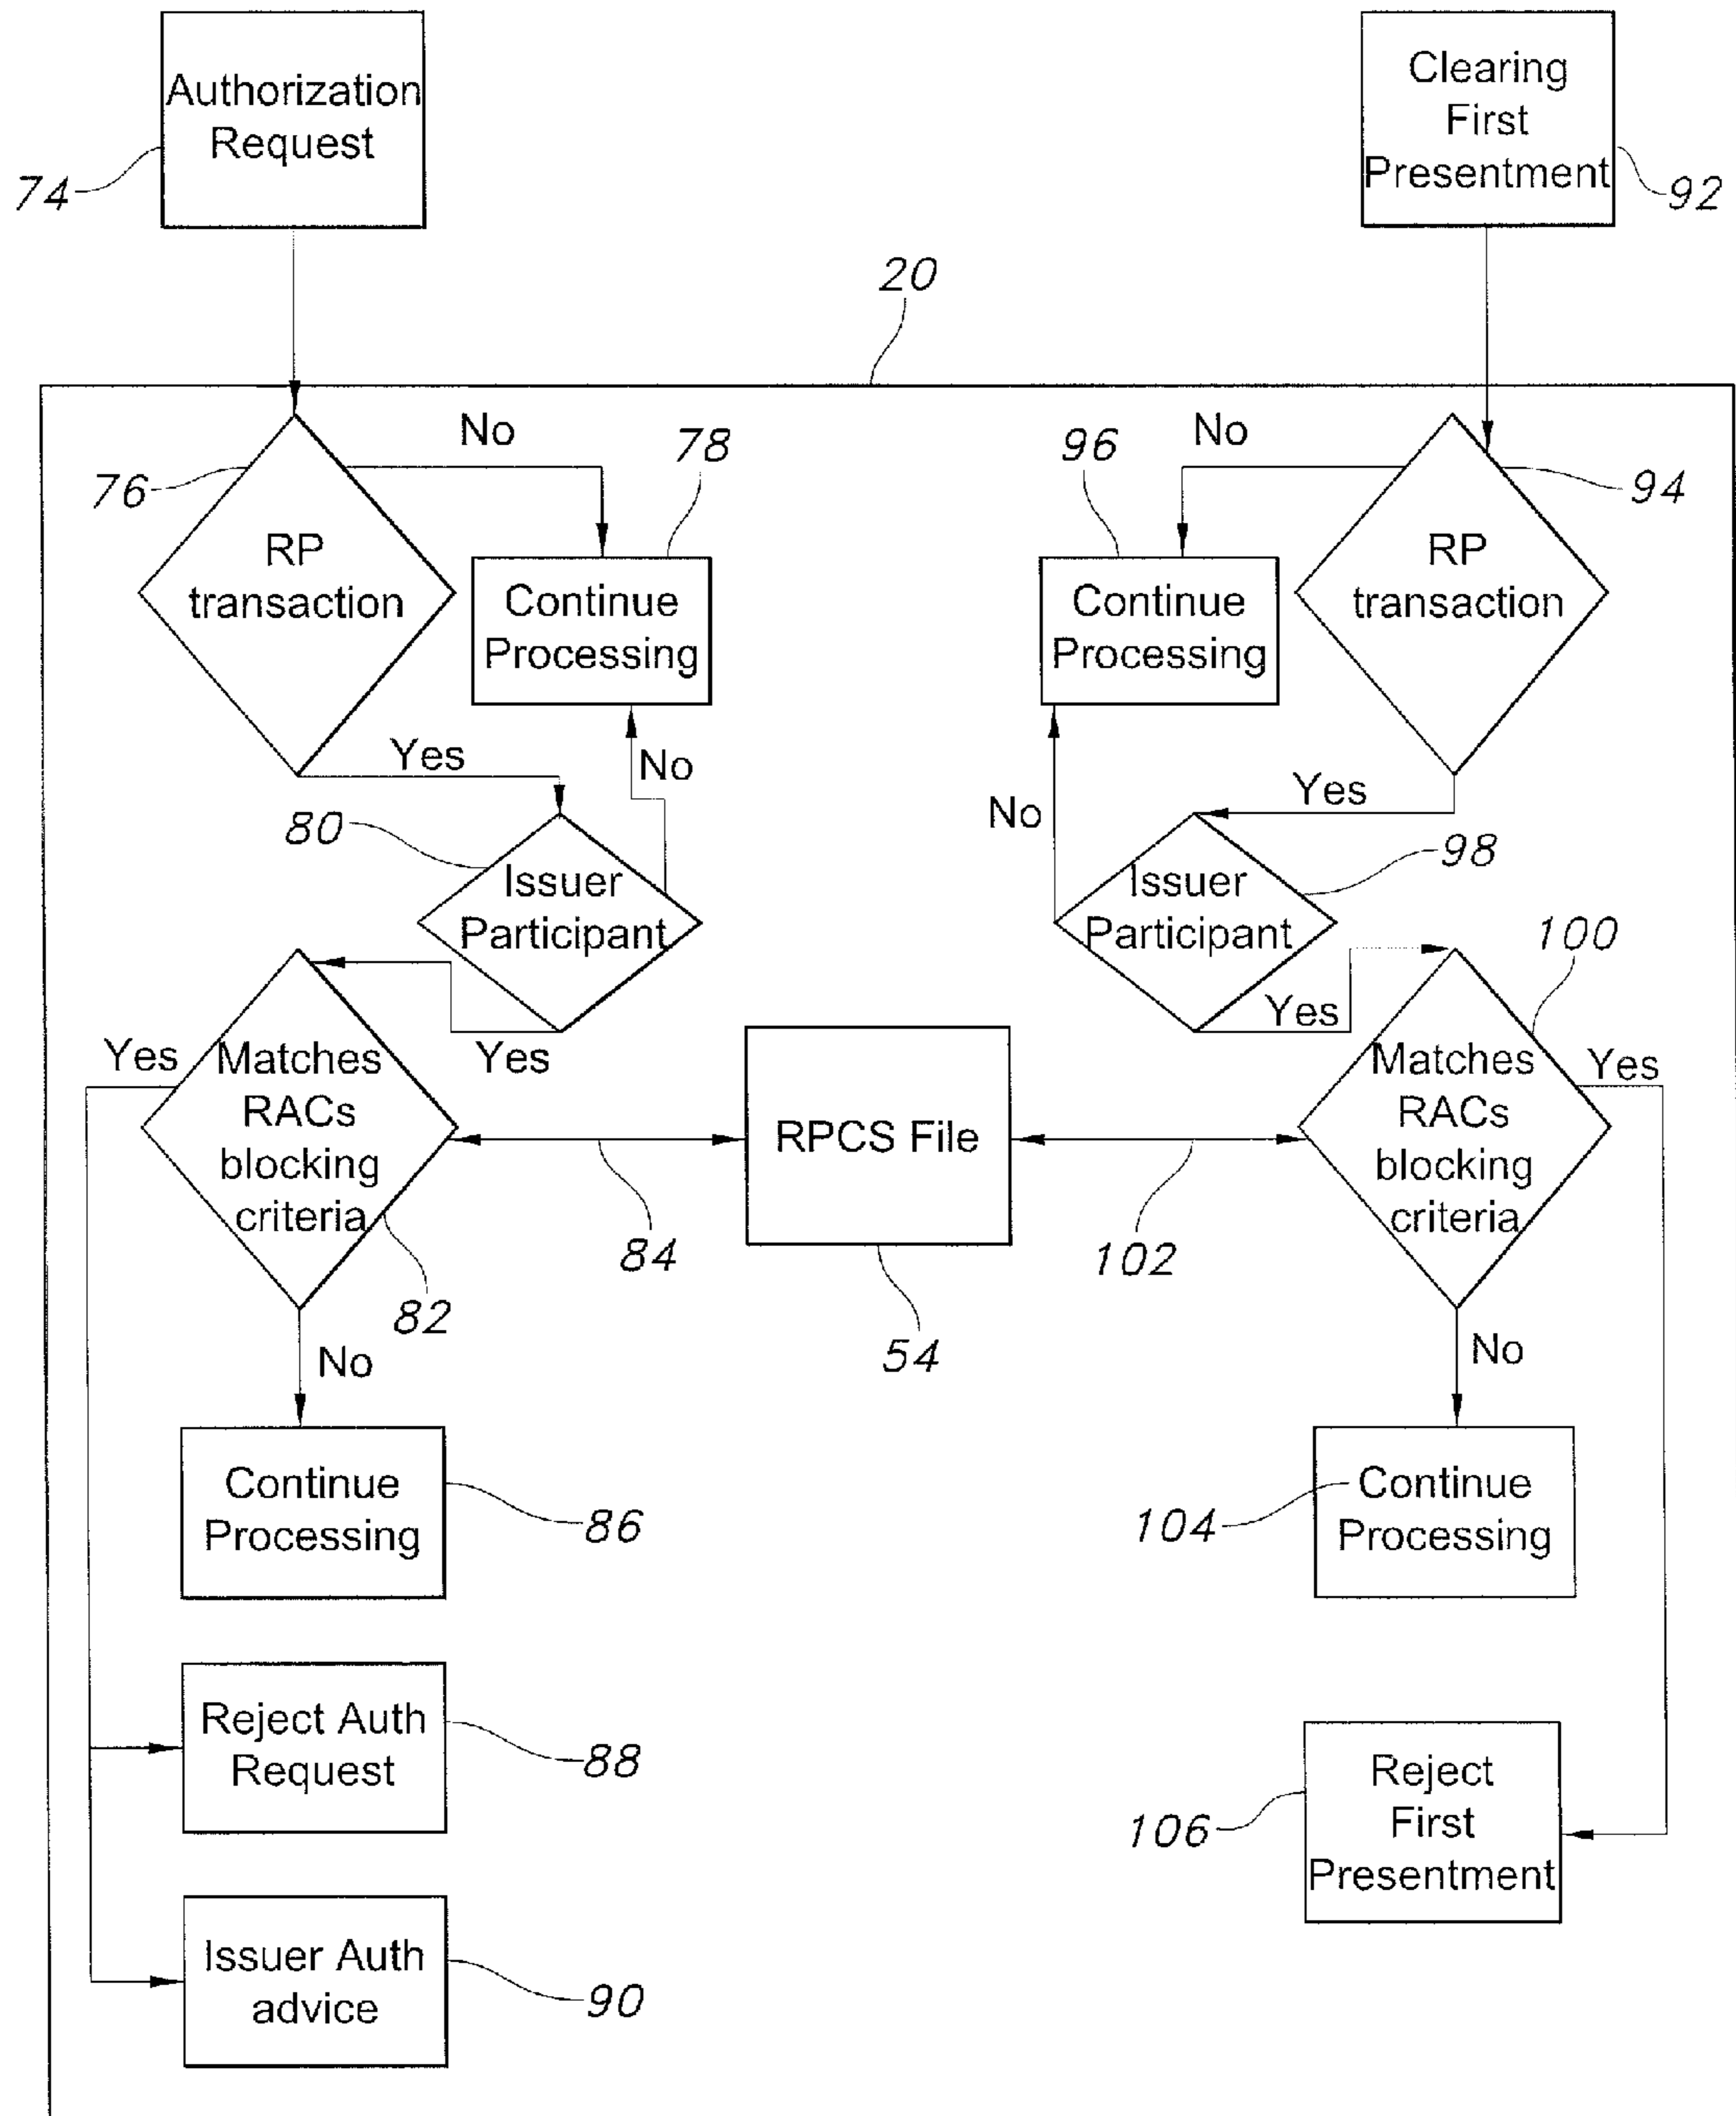 Authorization
Request
74
Clearing
First
Presentment
92
20
No
78
76
RP
transaction
Continue
Processing
Yes
No
80
Issuer
Participant
Yes
Yes
Matches
RACs
blocking
criteria
82
84
RPCS File
54
No
Continue
Processing
86
Reject Auth
Request
88
Issuer Auth
advice
90
No
96
94
RP
transaction
Continue
Processing
Yes
No
98
Issuer
Participant
Yes
100
Yes
Matches
RACs
blocking
criteria
102
No
Continue
Processing
104
Reject
First
Presentment
106